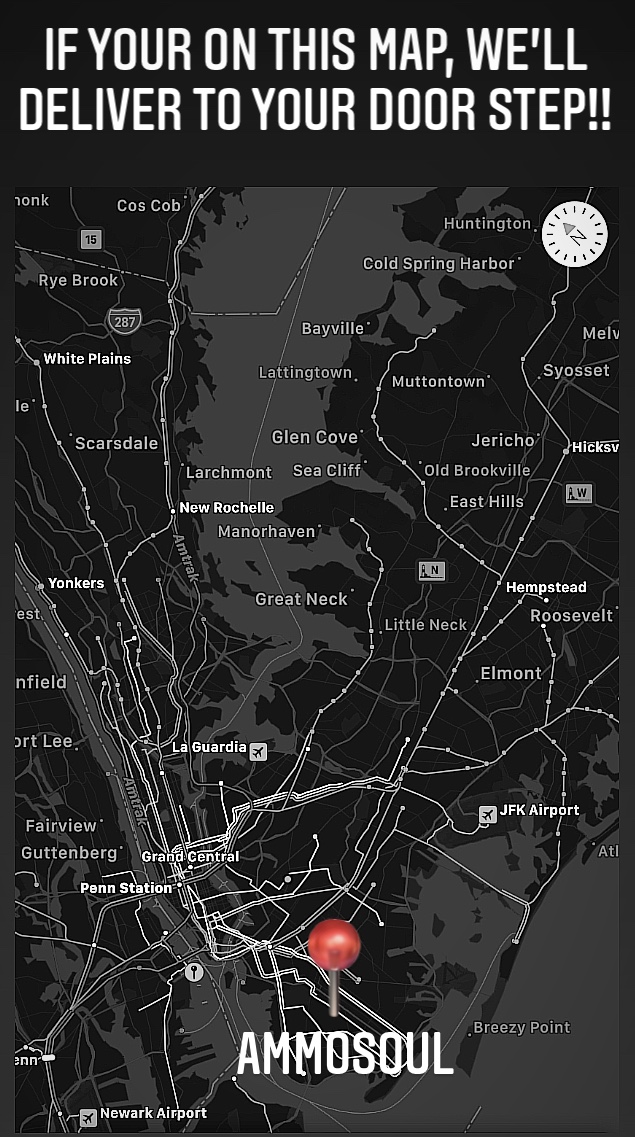 IF YOUR ON THIS MAP, WE'LL
DELIVER TO YOUR DOOR STEP!!
nonk
Cos Cob
15
Huntington
N
Cold Spring Harbor
Rye Brook
287
Bayville
Melv
White Plains
Lattingtown
Syosset
Muttontown
le
Scarsdale
Glen Cove
Jericho
Hicksv
Larchmont
Sea Cliff
Old Brookville
W
East Hills
New Rochelle
Manorhaven
Amtrak
N
Yonkers
Hempstead
Great Neck
est
Roosevelt
Little Neck
nfield
Elmont
ort Lee
La Guardia
Amtrak
JFK Airport
Fairview
Guttenberg
Grand Central
Atl
Penn Station
Breezy Point
AMMOSOUL
enn
Newark Airport